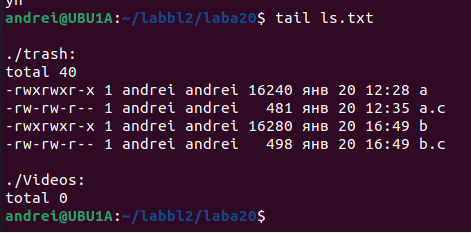 yn
andrei@UBU1A:~/labbl2/laba20$ tail ls.txt

./trash:
total 40
-rwxrwxr-x 1 andrei andrei 16240 янв 20 12:28 a
-rw-rw-r-- 1 andrei andrei   481 янв 20 12:35 a.c
-rwxrwxr-x 1 andrei andrei 16280 янв 20 16:49 b
-rw-rw-r-- 1 andrei andrei   498 янв 20 16:49 b.c

./Videos:
total 0
andrei@UBU1A:~/labbl2/laba20$